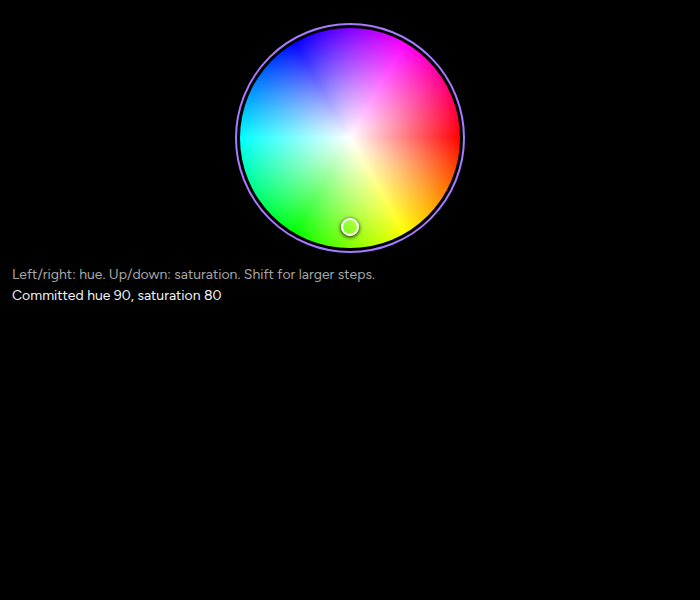 Left/right: hue. Up/down: saturation. Shift for larger steps.
Committed hue 90, saturation 80